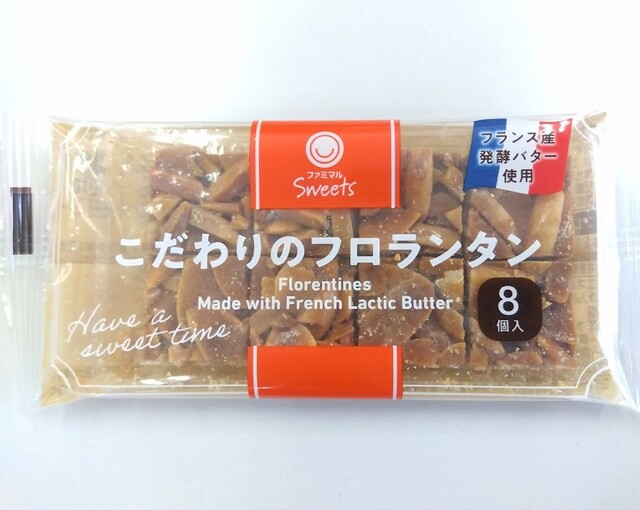 ファミマル
Sweets
フランス産
発酵バター
使用
こだわりのフロランタン
Florentines
Made with French Lactic Butter
Have a
sweet time
8
個入